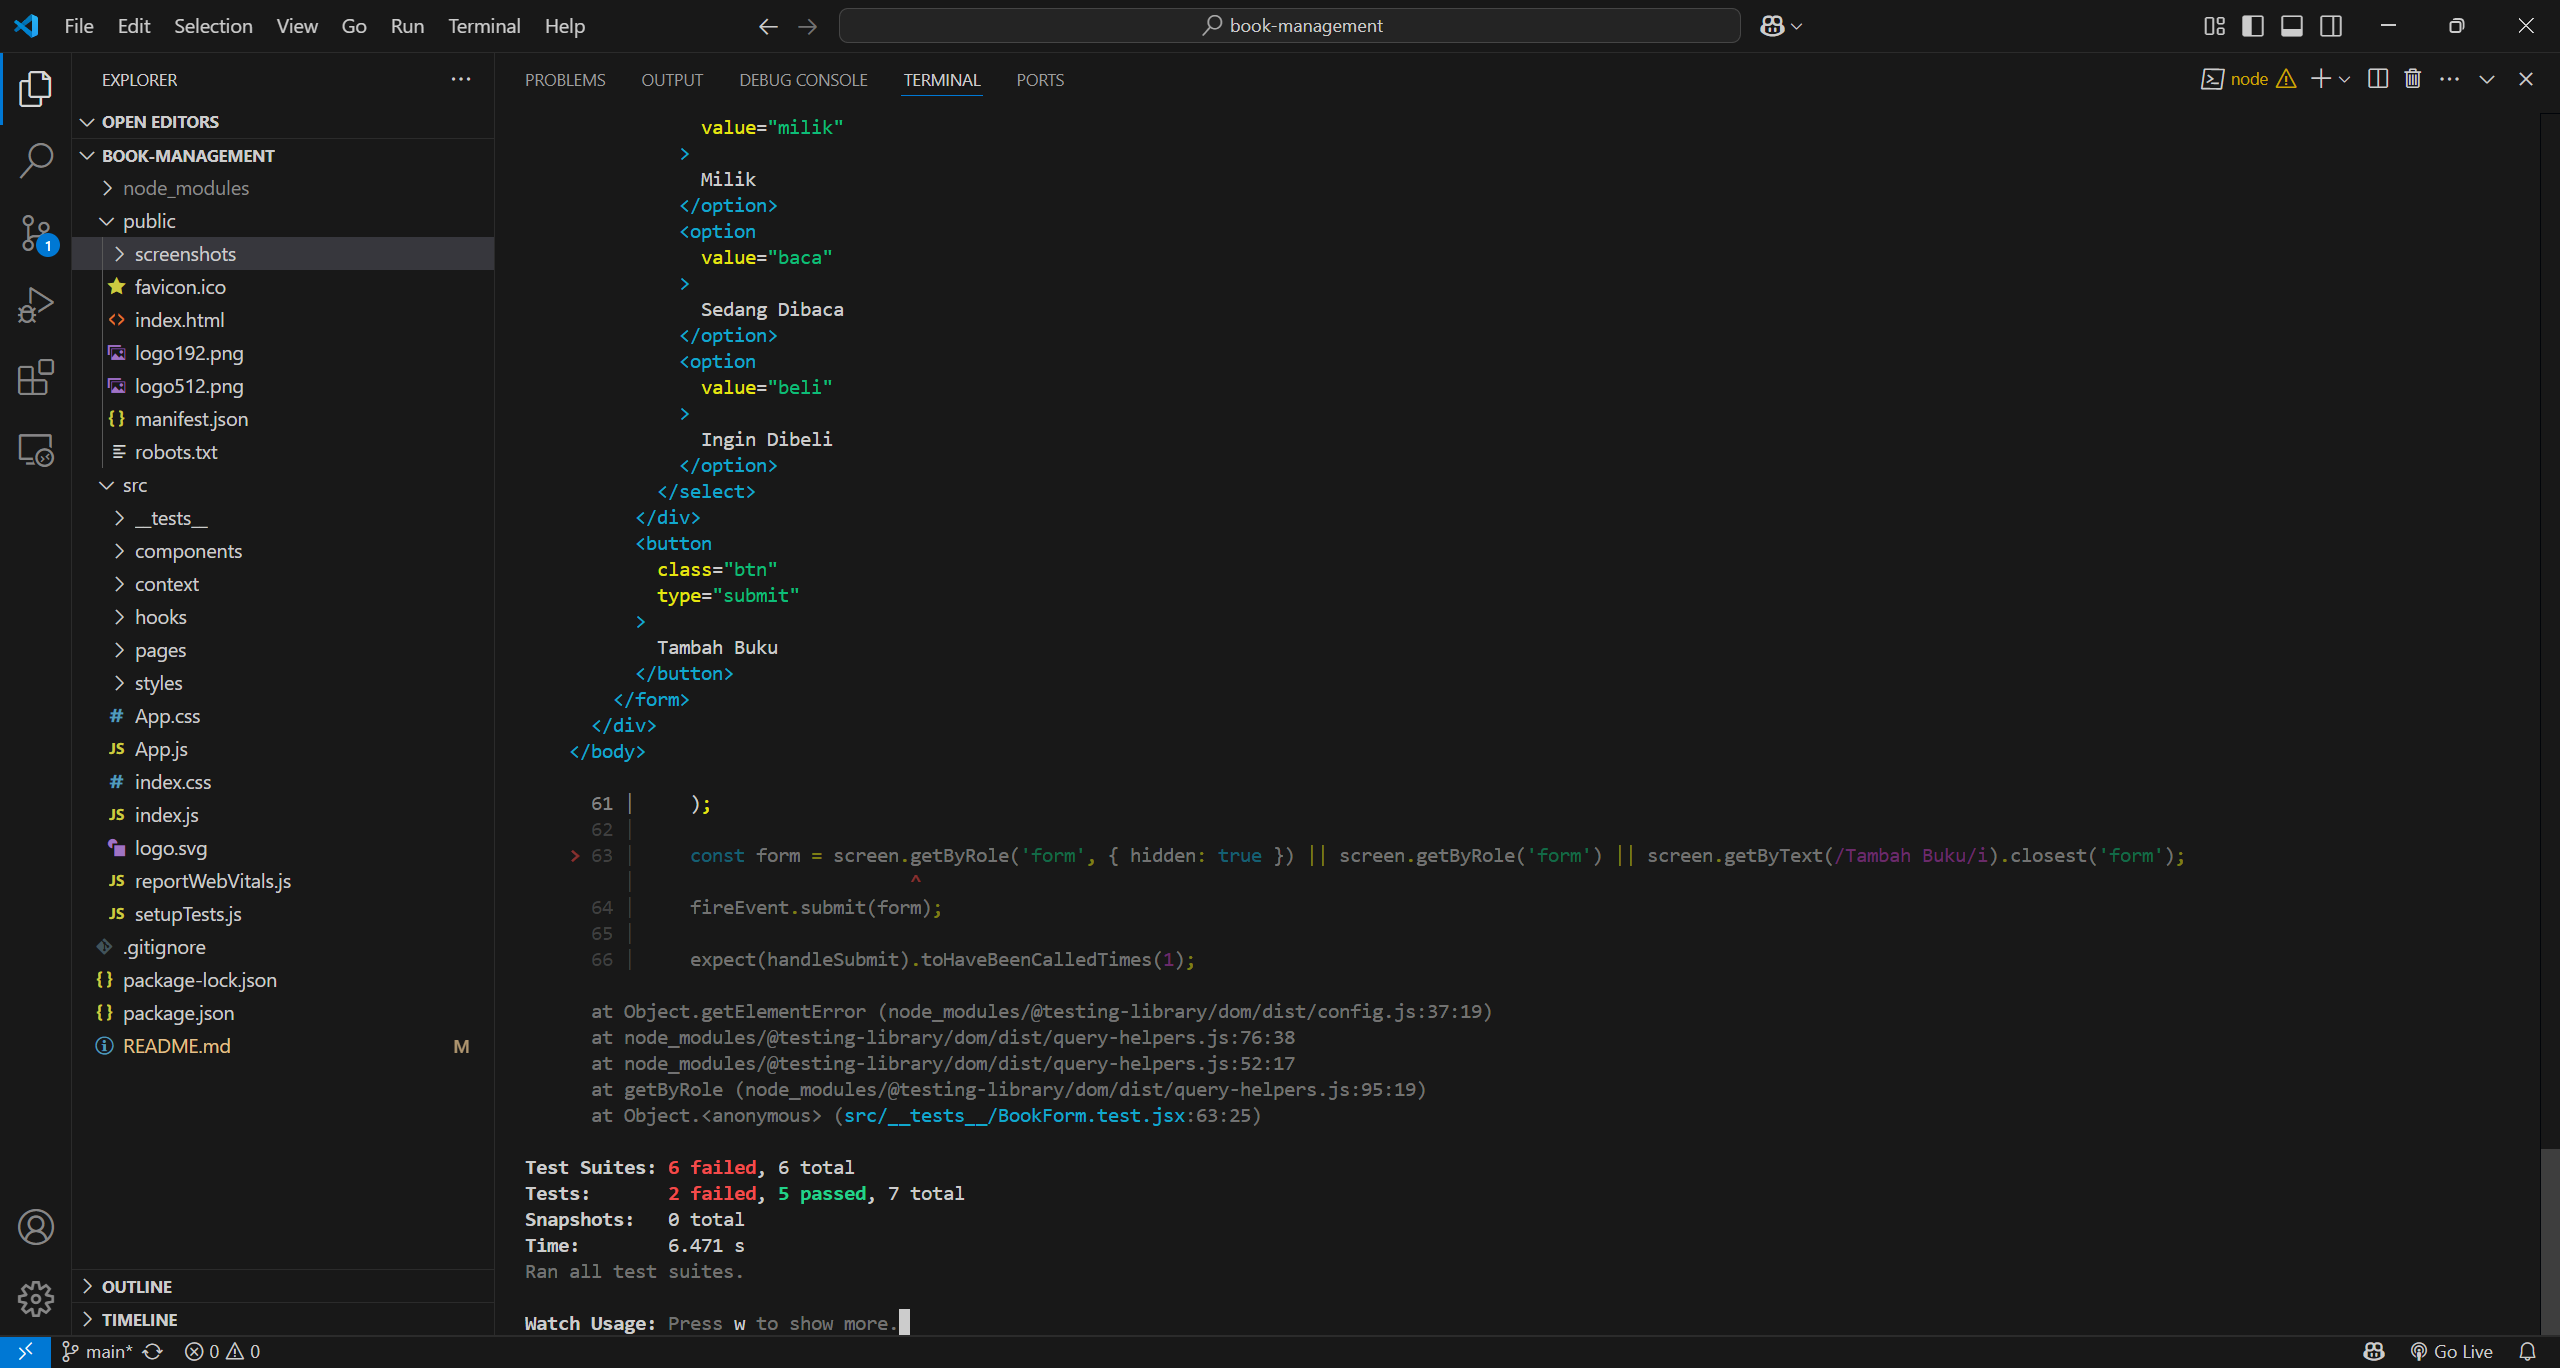 File Edit Selection View Go Run Terminal Help
book-management
EXPLORER
OPEN EDITORS
BOOK-MANAGEMENT
node_modules
public
screenshots
favicon.ico
index.html
logo192.png
logo512.png
manifest.json
robots.txt
src
__tests__
components
context
hooks
pages
styles
App.css
App.js
index.css
index.js
logo.svg
reportWebVitals.js
setupTests.js
.gitignore
package-lock.json
package.json
README.md M
OUTLINE
TIMELINE
1
PROBLEMS OUTPUT DEBUG CONSOLE TERMINAL PORTS
node
value="milik"
>
Milik
</option>
<option
value="baca"
>
Sedang Dibaca
</option>
<option
value="beli"
>
Ingin Dibeli
</option>
</select>
</div>
<button
class="btn"
type="submit"
>
Tambah Buku
</button>
</form>
</div>
</body>
61 | );
62 |
> 63 | const form = screen.getByRole('form', { hidden: true }) || screen.getByRole('form') || screen.getByText(/Tambah Buku/i).closest('form');
| ^
64 | fireEvent.submit(form);
65 |
66 | expect(handleSubmit).toHaveBeenCalledTimes(1);
at Object.getElementError (node_modules/@testing-library/dom/dist/config.js:37:19)
at node_modules/@testing-library/dom/dist/query-helpers.js:76:38
at node_modules/@testing-library/dom/dist/query-helpers.js:52:17
at getByRole (node_modules/@testing-library/dom/dist/query-helpers.js:95:19)
at Object.<anonymous> (src/__tests__/BookForm.test.jsx:63:25)
Test Suites: 6 failed, 6 total
Tests: 2 failed, 5 passed, 7 total
Snapshots: 0 total
Time: 6.471 s
Ran all test suites.
Watch Usage: Press w to show more.
main* 0 0
Go Live